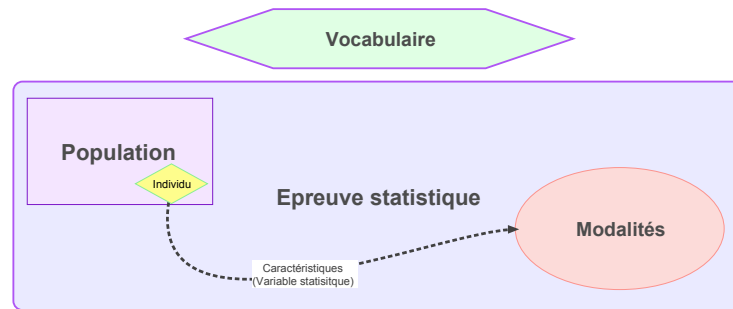 Vocabulaire
Population
Individu
Epreuve statistique
Modalités
Caractéristiques
(Variable statisitque)